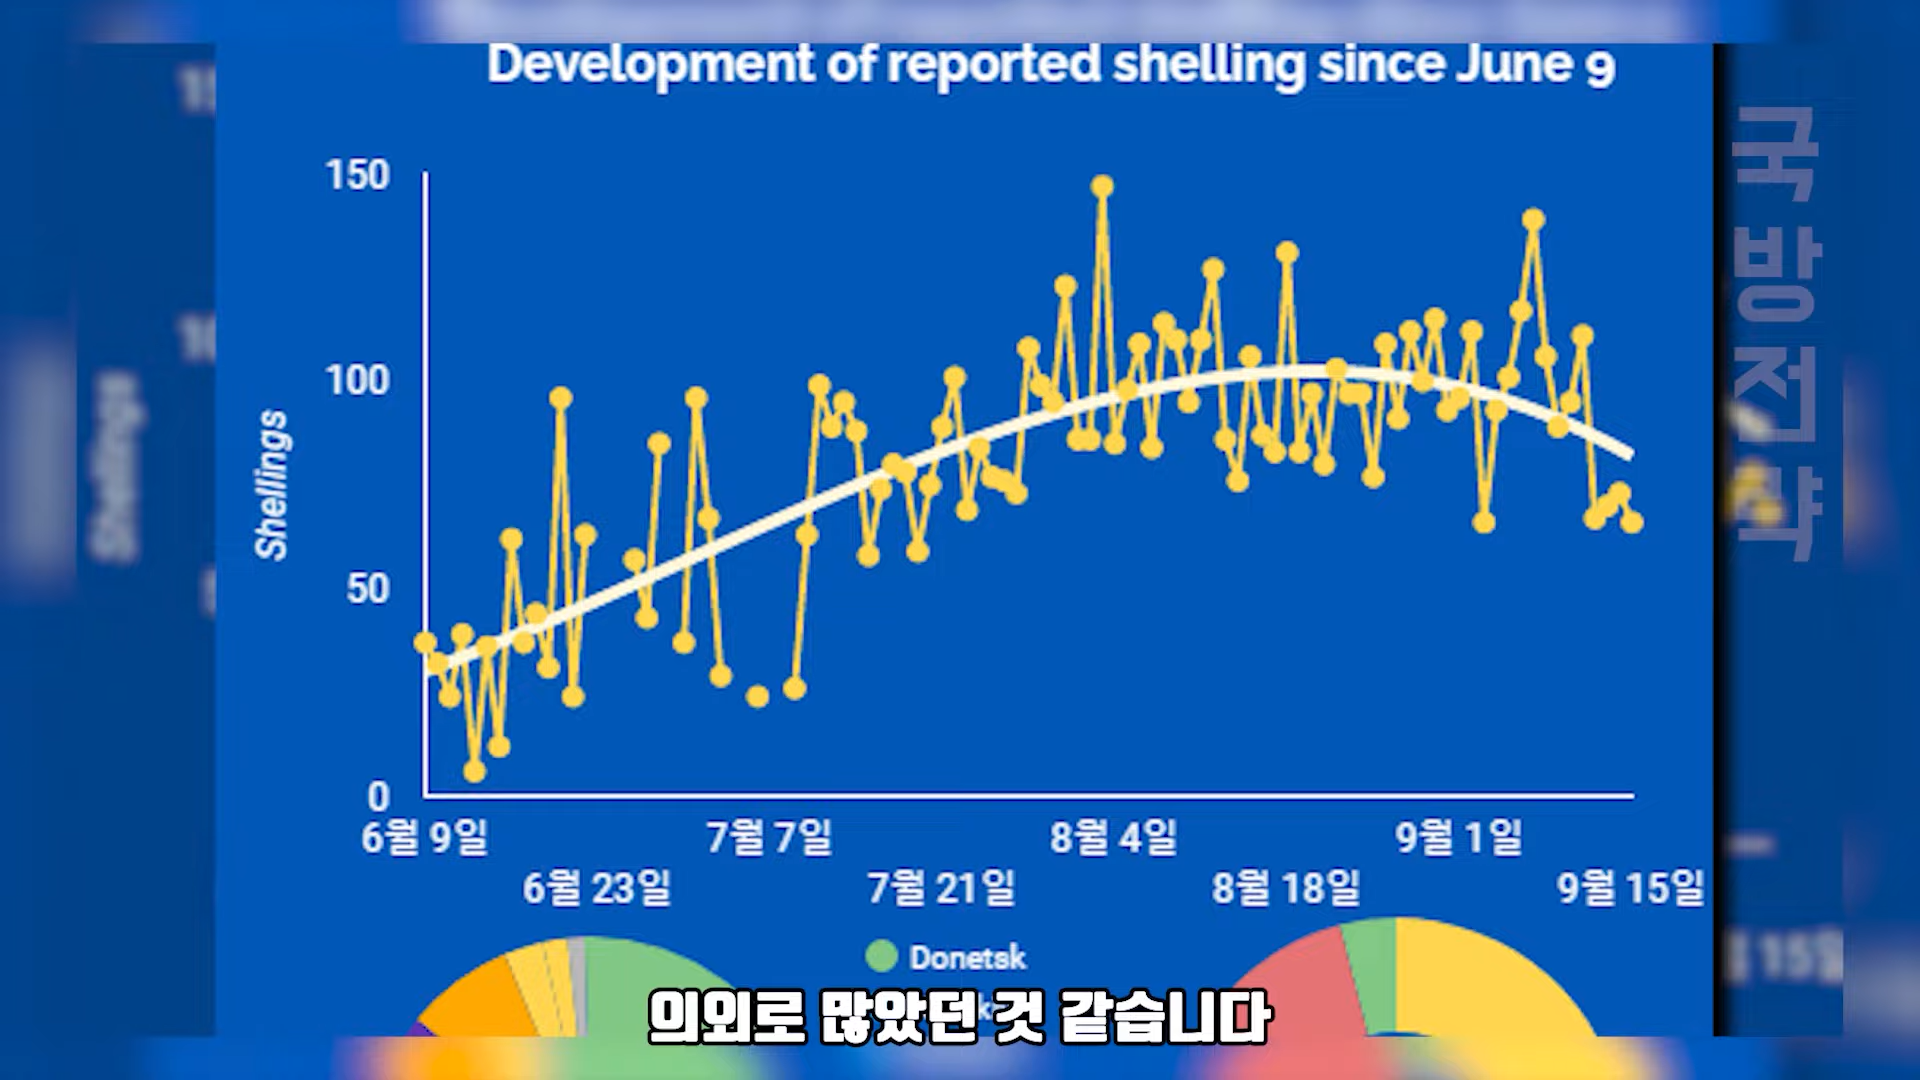 Development of reported shelling since June 9
150
100
50
0
Shellings
6월 9일
7월 7일
8월 4일
9월 1일
6월 23일
7월 21일
8월 18일
9월 15일
Donetsk
의외로 많았던 것 같습니다
국방전략
Shellings